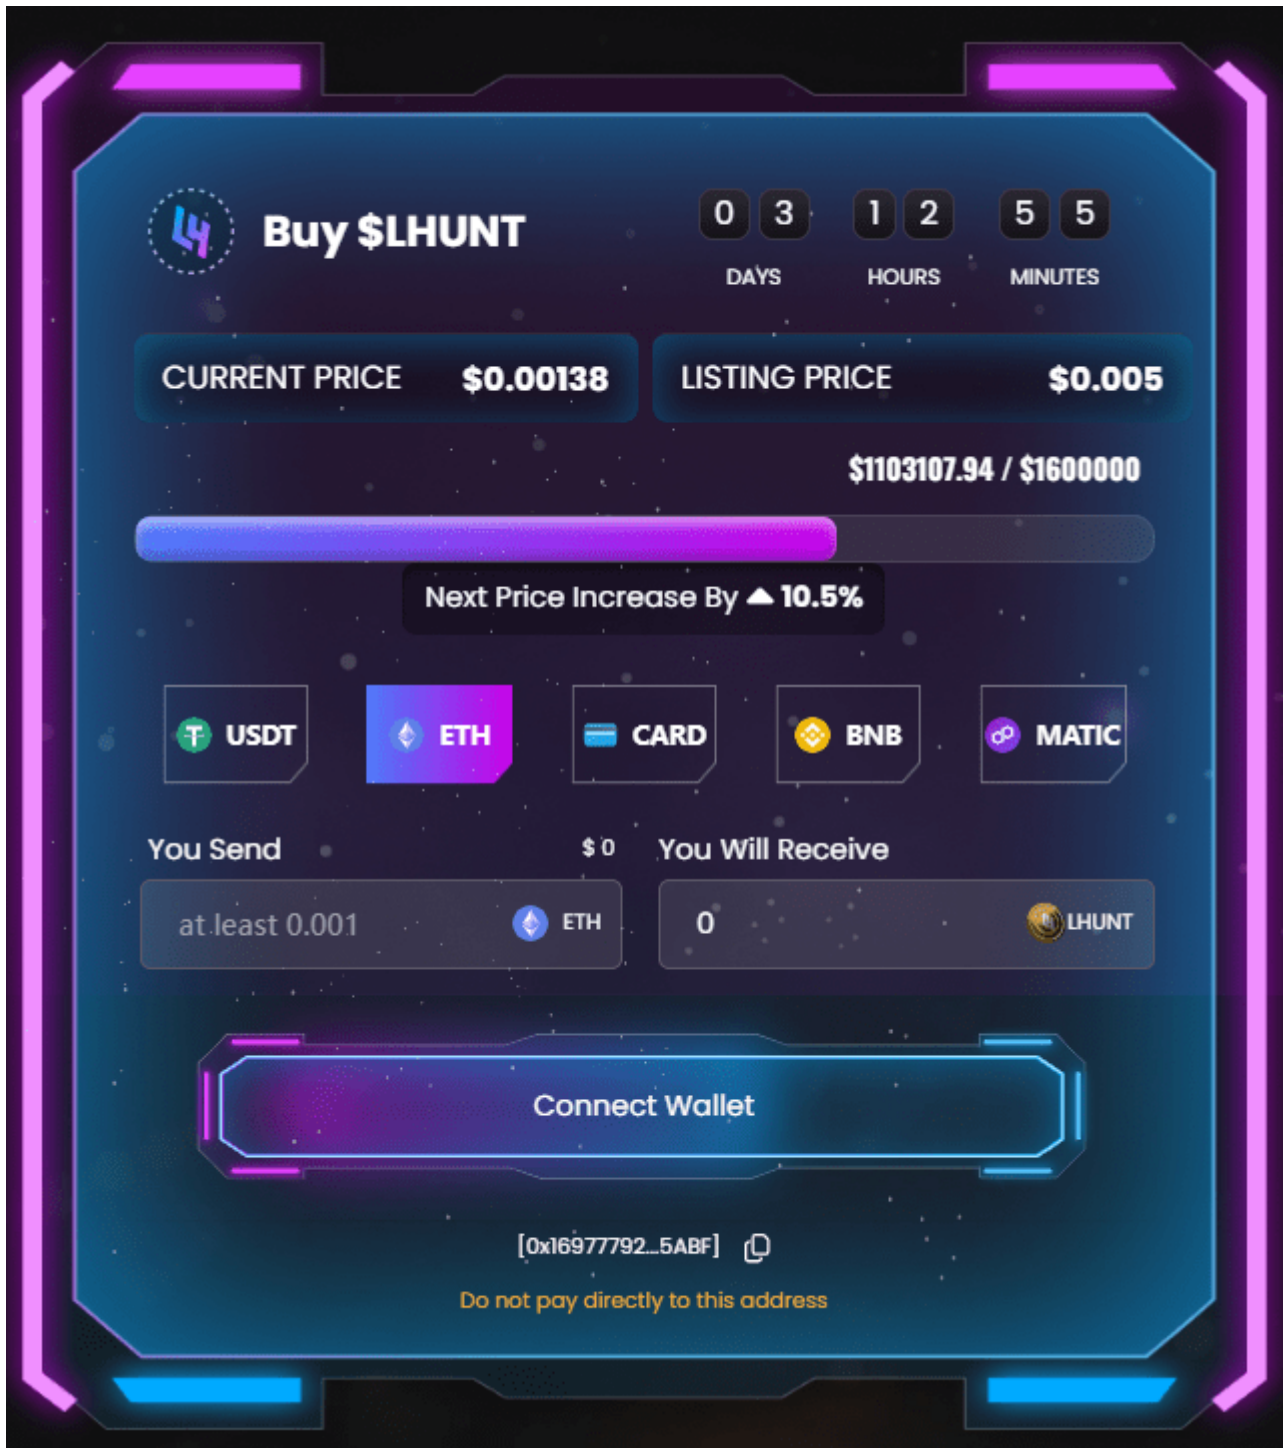 Buy $LHUNT
0 3 1 2 5 5
DAYS HOURS MINUTES
CURRENT PRICE $0.00138 LISTING PRICE $0.005
$1103107.94 / $1600000
Next Price Increase By 10.5%
USDT ETH CARD BNB MATIC
You Send $ 0 You Will Receive
at least 0.001 ETH 0 LHUNT
Connect Wallet
[0x16977792...5ABF]
Do not pay directly to this address